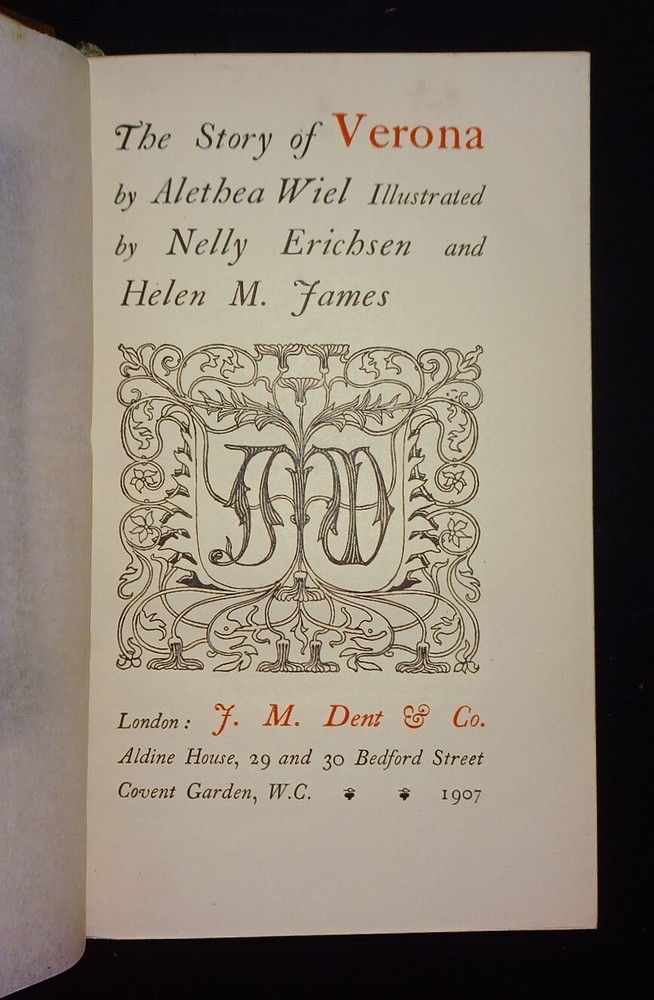 The Story of Verona
by Alethea Wiel Illustrated
by Nelly Erichsen and
Helen M. James
London: J. M. Dent & Co.
Aldine House, 29 and 30 Bedford Street
Covent Garden, W.C. 1907